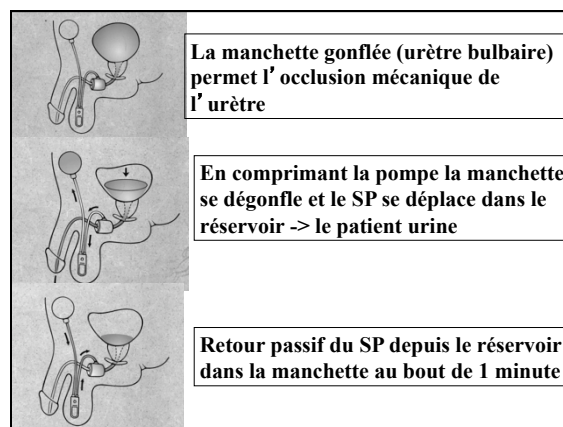 La manchette gonflée (urètre bulbaire)
permet l’occlusion mécanique de
l’urètre
En comprimant la pompe la manchette
se dégonfle et le SP se déplace dans le
réservoir -> le patient urine
Retour passif du SP depuis le réservoir
dans la manchette au bout de 1 minute